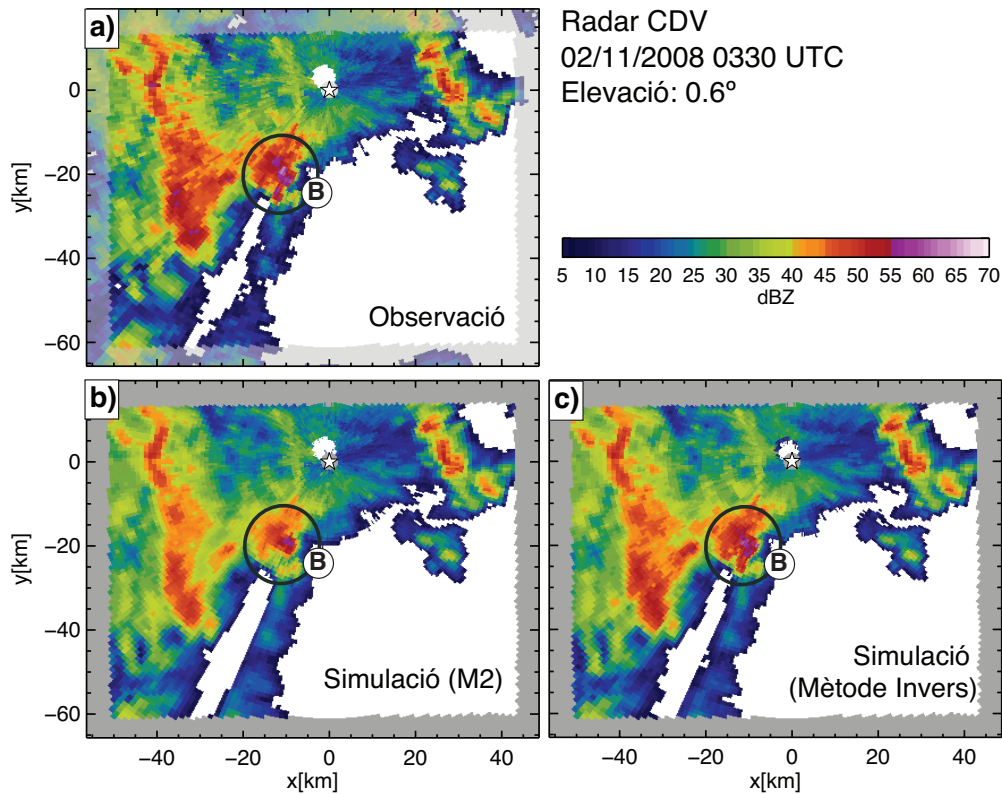 a)
Radar CDV
02/11/2008 0330 UTC
Elevació: 0.6º
y[km]
0
−20
−40
−60
B
Observació
5 10 15 20 25 30 35 40 45 50 55 60 65 70
dBZ
b)
y[km]
0
−20
−40
−60
B
Simulació (M2)
−40 −20 0 20 40
x[km]
c)
B
Simulació
(Mètode Invers)
−40 −20 0 20 40
x[km]